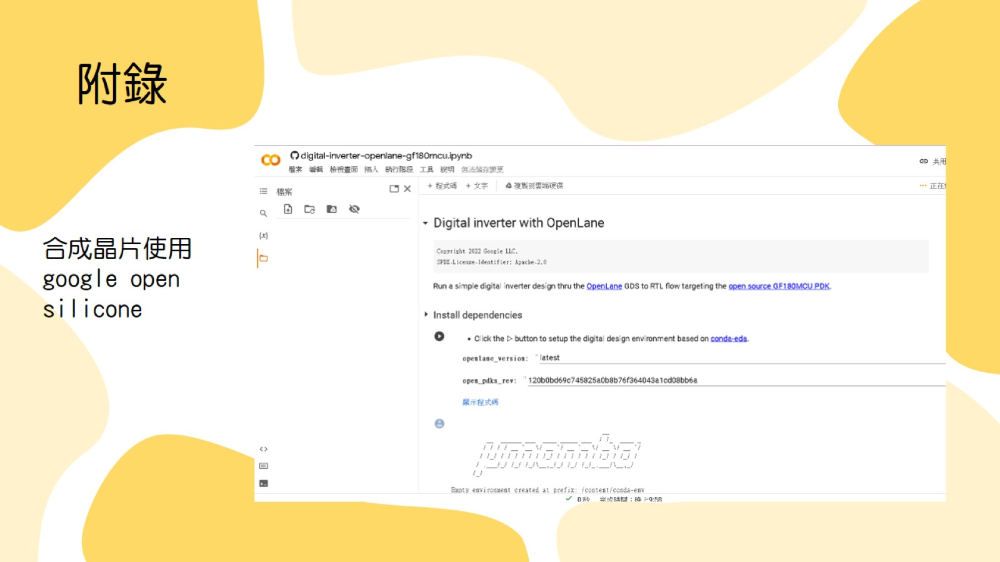 附錄
合成晶片使用
google open
silicone
digital-inverter-openlane-gf180mcu.ipynb
檔案 編輯 檢視畫面 插入 執行階段 工具 說明 無法儲存變更
共用
檔案
+ 程式碼 + 文字 複製到雲端硬碟
正在
{x}
Digital inverter with OpenLane
Copyright 2022 Google LLC.
SPDX-License-Identifier: Apache-2.0
Run a simple digital inverter design thru the OpenLane GDS to RTL flow targeting the open source GF180MCU PDK.
Install dependencies
• Click the ▷ button to setup the digital design environment based on conda-eda.
openlane_version: " latest
open_pdks_rev: " 120b0bd69c745825a0b8b76f364043a1cd08bb6a
顯示程式碼
Empty environment created at prefix: /content/conda-env
0 秒 完成時間：晚上9:58